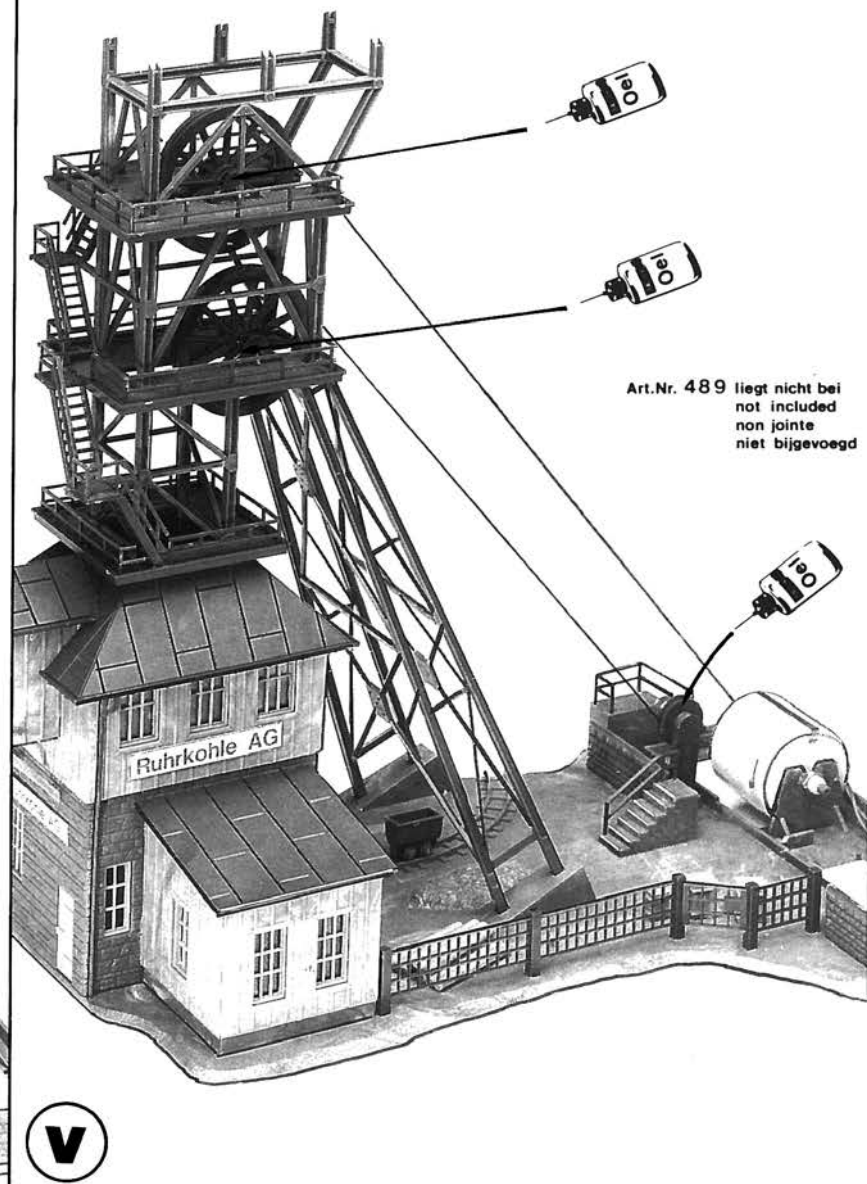 Oel
Oel
Art.Nr. 489 liegt nicht bei
not included
non jointe
niet bijgevoegd
Oel
Ruhrkohle AG
V